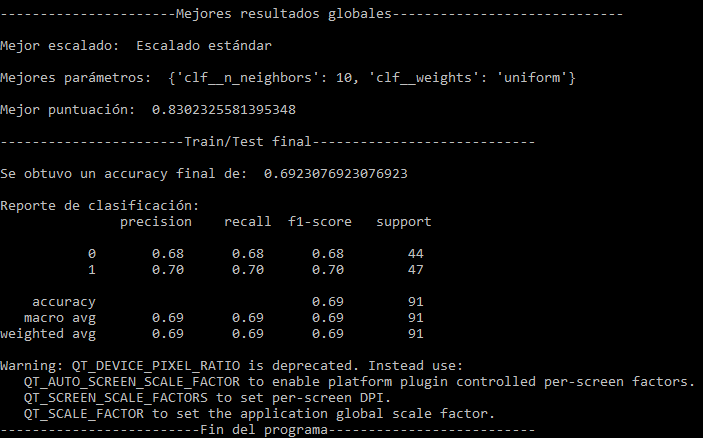 ----------------------Mejores resultados globales-----------------------------
Mejor escalado:  Escalado estándar
Mejores parámetros:  {'clf__n_neighbors': 10, 'clf__weights': 'uniform'}
Mejor puntuación:  0.8302325581395348
-----------------------Train/Test final----------------------------
Se obtuvo un accuracy final de:  0.6923076923076923
Reporte de clasificación:
               precision    recall  f1-score   support
           0       0.68      0.68      0.68        44
           1       0.70      0.70      0.70        47
    accuracy                           0.69        91
   macro avg       0.69      0.69      0.69        91
weighted avg       0.69      0.69      0.69        91
Warning: QT_DEVICE_PIXEL_RATIO is deprecated. Instead use:
   QT_AUTO_SCREEN_SCALE_FACTOR to enable platform plugin controlled per-screen factors.
   QT_SCREEN_SCALE_FACTORS to set per-screen DPI.
   QT_SCALE_FACTOR to set the application global scale factor.
-------------------------Fin del programa--------------------------